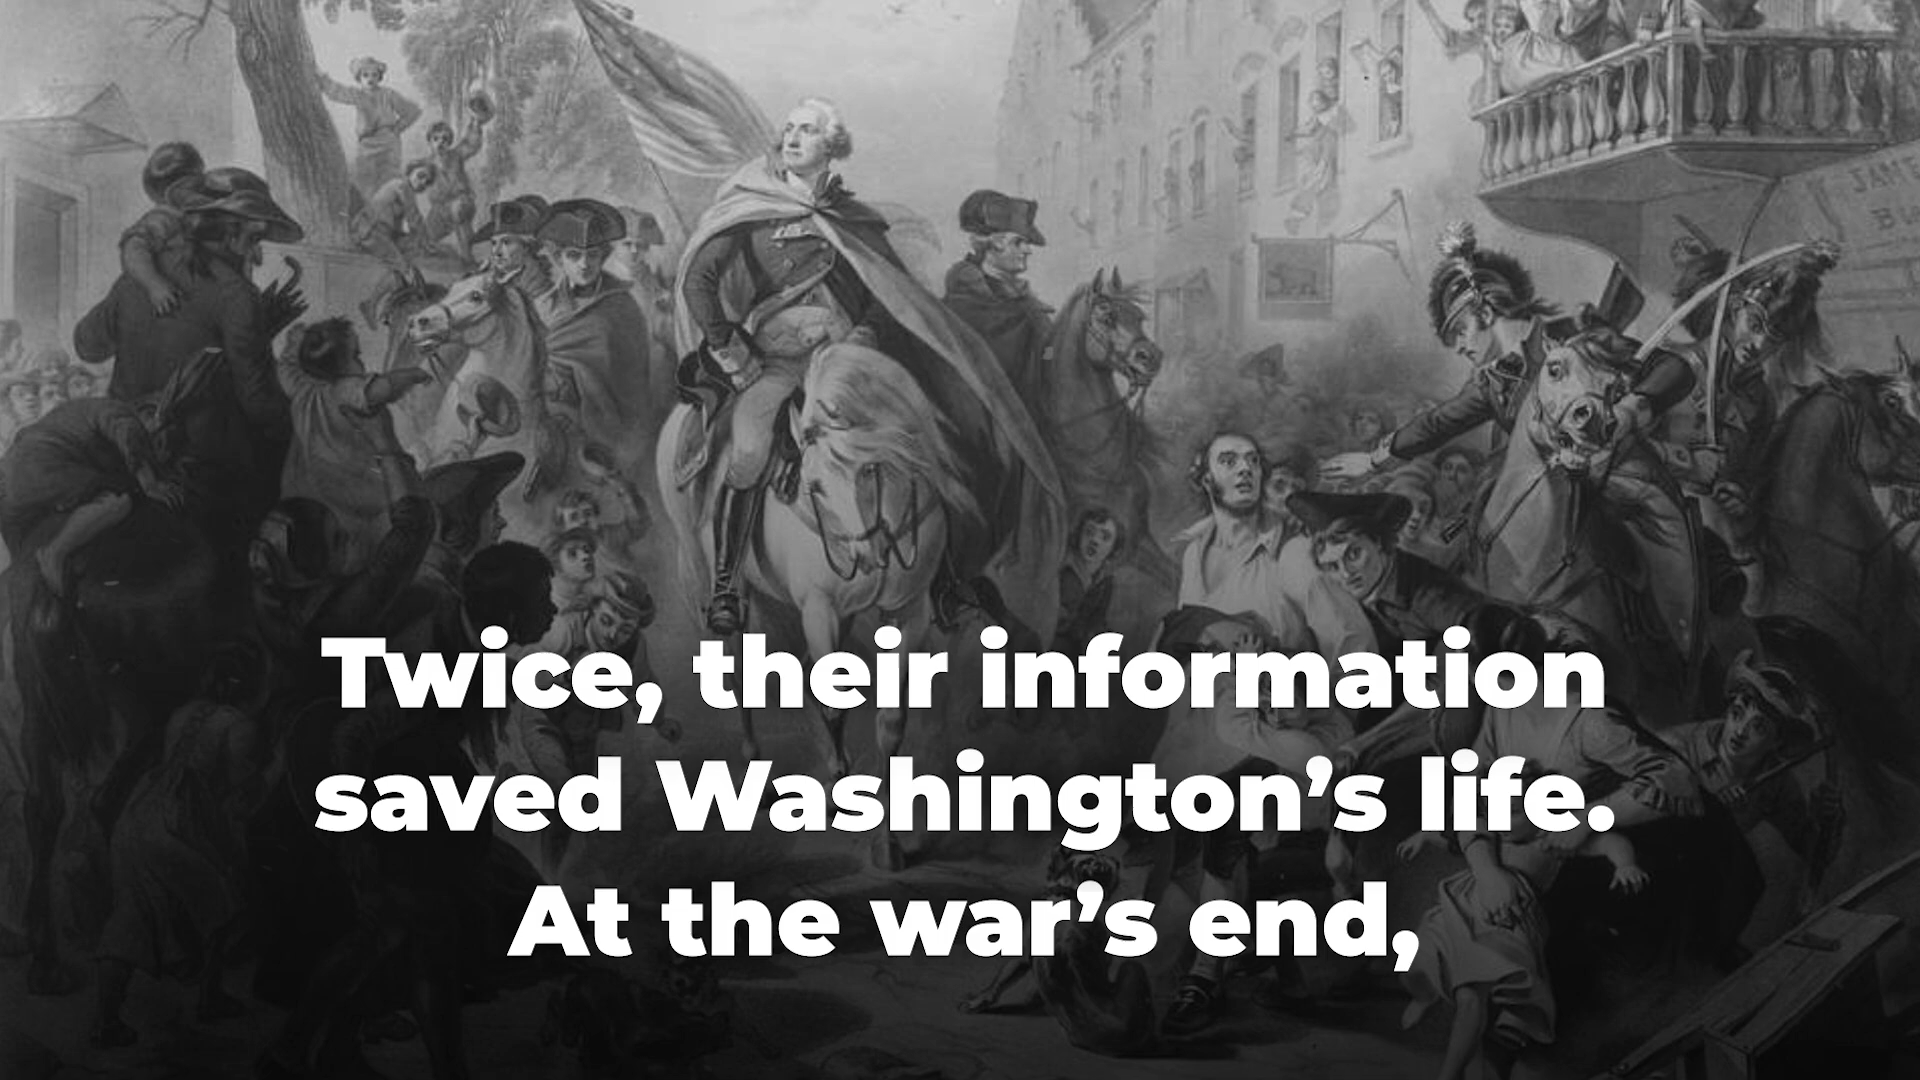 Twice, their information
saved Washington’s life.
At the war’s end,